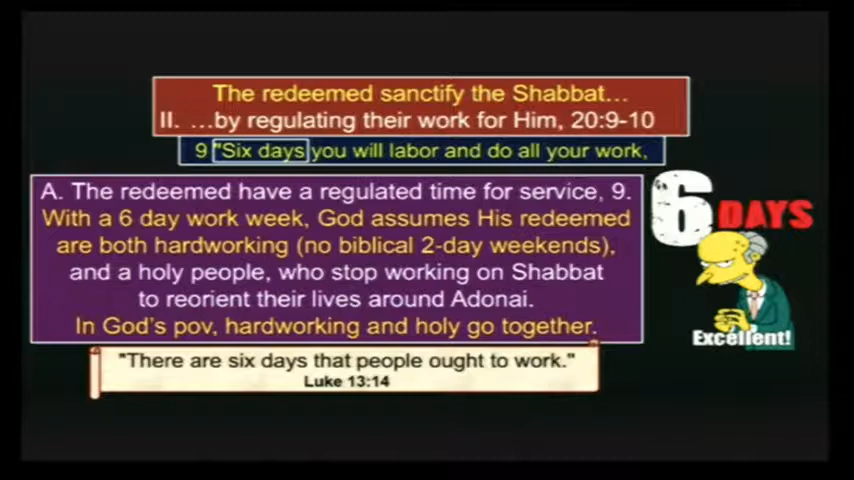 The redeemed sanctify the Shabbat...
II. ...by regulating their work for Him, 20:9-10
9 "Six days you will labor and do all your work,
A. The redeemed have a regulated time for service, 9.
With a 6 day work week, God assumes His redeemed
are both hardworking (no biblical 2-day weekends),
and a holy people, who stop working on Shabbat
to reorient their lives around Adonai.
In God's pov, hardworking and holy go together.
"There are six days that people ought to work."
Luke 13:14
6 DAYS
Excellent!